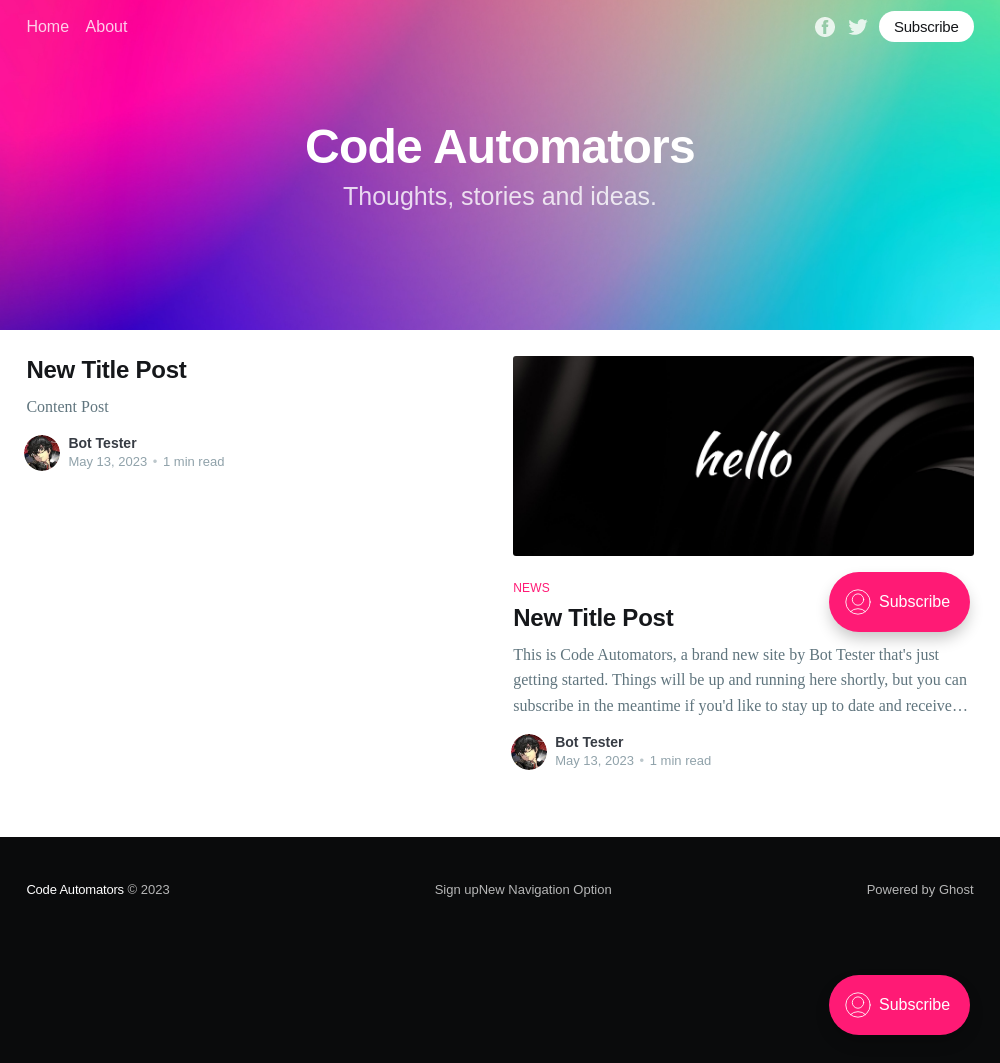 Home About
Subscribe
Code Automators
Thoughts, stories and ideas.
New Title Post
Content Post
Bot Tester
May 13, 2023 • 1 min read
hello
NEWS
New Title Post
Subscribe
This is Code Automators, a brand new site by Bot Tester that's just
getting started. Things will be up and running here shortly, but you can
subscribe in the meantime if you'd like to stay up to date and receive…
Bot Tester
May 13, 2023 • 1 min read
Code Automators © 2023
Sign upNew Navigation Option
Powered by Ghost
Subscribe